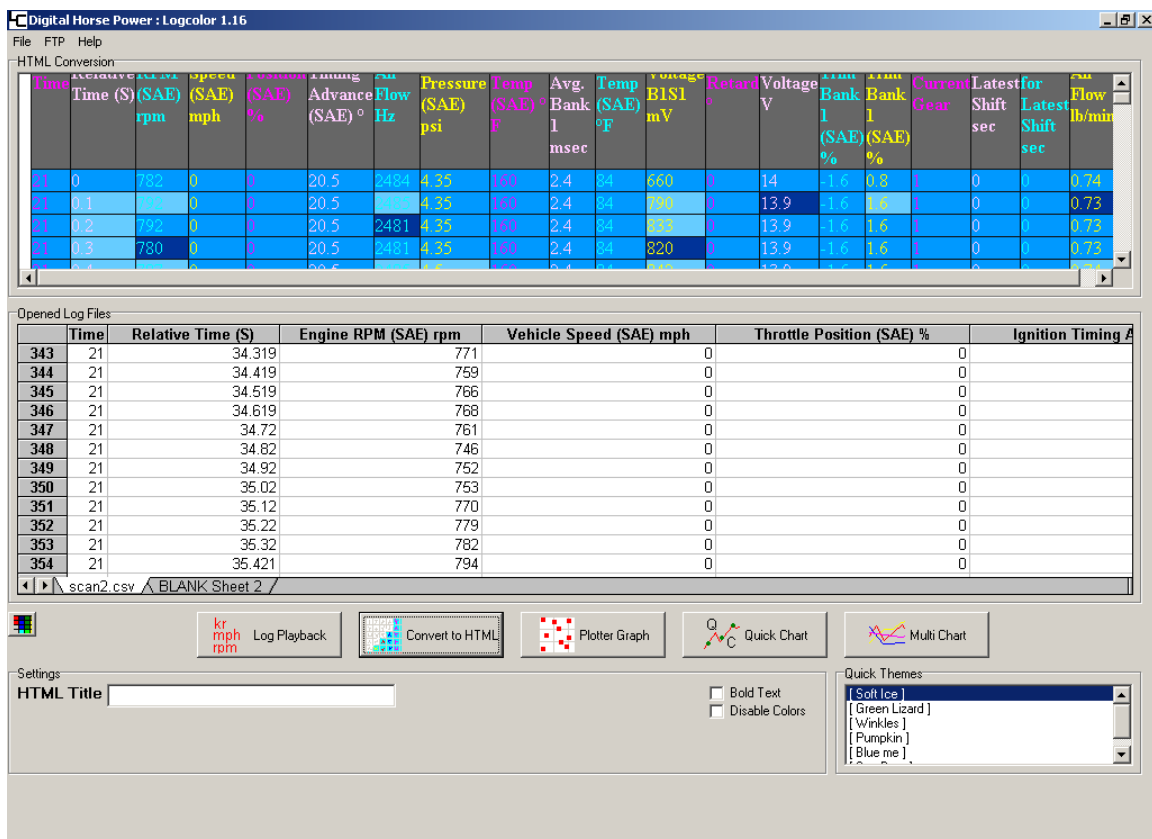 Digital Horse Power : Logcolor 1.16
File FTP Help
HTML Conversion
Time Relative Time (S) RPM (SAE) rpm Speed (SAE) mph Position (SAE) % Timing Advance (SAE) ° Air Flow Hz Pressure (SAE) psi Temp (SAE) ° Avg. Bank 1 msec Temp (SAE) °F Voltage B1S1 mV Retard ° Voltage V Trim Bank 1 (SAE) % Trim Bank 1 (SAE) % Current Gear Latest Shift sec for Latest Shift sec Air Flow lb/min
21 0 782 0 0 20.5 2484 4.35 160 2.4 84 660 0 14 -1.6 0.8 1 0 0 0.74
21 0.1 792 0 0 20.5 4.35 160 2.4 84 790 0 13.9 -1.6 1.6 1 0 0 0.73
21 0.2 792 0 0 20.5 2481 4.35 160 2.4 84 833 0 13.9 -1.6 1.6 1 0 0 0.73
21 0.3 780 0 0 20.5 2481 4.35 160 2.4 84 820 0 13.9 -1.6 1.6 1 0 0 0.73
Opened Log Files
Time Relative Time (S) Engine RPM (SAE) rpm Vehicle Speed (SAE) mph Throttle Position (SAE) % Ignition Timing A
343 21 34.319 771 0 0
344 21 34.419 759 0 0
345 21 34.519 766 0 0
346 21 34.619 768 0 0
347 21 34.72 761 0 0
348 21 34.82 746 0 0
349 21 34.92 752 0 0
350 21 35.02 753 0 0
351 21 35.12 770 0 0
352 21 35.22 779 0 0
353 21 35.32 782 0 0
354 21 35.421 794 0 0
scan2.csv BLANK Sheet 2
kr mph rpm Log Playback Convert to HTML Plotter Graph Q C Quick Chart Multi Chart
Settings
HTML Title
Bold Text
Disable Colors
Quick Themes
[ Soft Ice ]
[ Green Lizard ]
[ Winkles ]
[ Pumpkin ]
[ Blue me ]